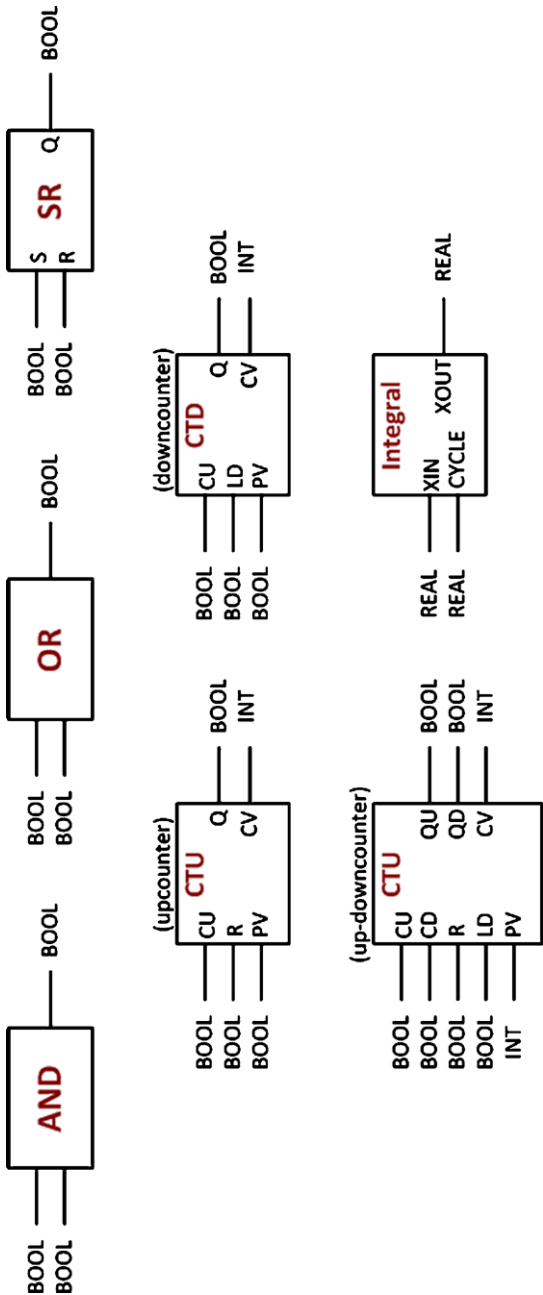 BOOL
BOOL
AND
BOOL
BOOL
BOOL
OR
BOOL
BOOL
BOOL
S
R
SR
Q
BOOL
(upcounter)
CTU
BOOL
BOOL
BOOL
CU
R
PV
Q
CV
BOOL
INT
(downcounter)
CTD
BOOL
BOOL
BOOL
CU
LD
PV
Q
CV
BOOL
INT
(up-downcounter)
CTU
BOOL
BOOL
BOOL
BOOL
INT
CU
CD
R
LD
PV
QU
QD
CV
BOOL
BOOL
INT
Integral
REAL
REAL
XIN
CYCLE
XOUT
REAL